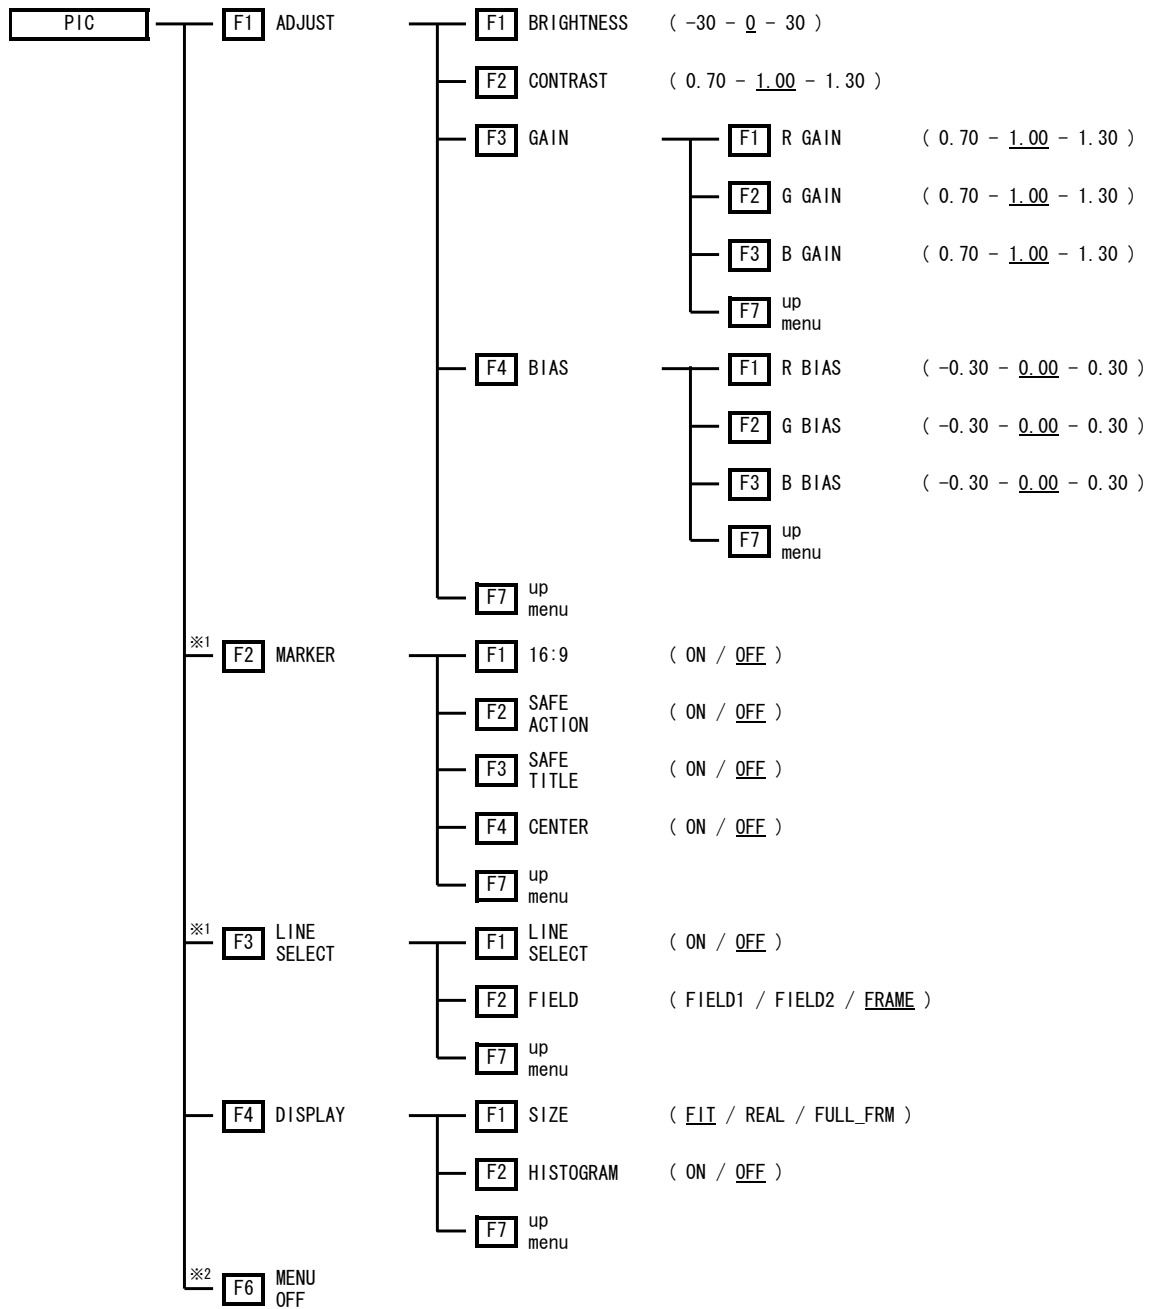 PIC F1 ADJUST F1 BRIGHTNESS ( -30 - 0 - 30 )
F2 CONTRAST ( 0.70 - 1.00 - 1.30 )
F3 GAIN F1 R GAIN ( 0.70 - 1.00 - 1.30 )
F2 G GAIN ( 0.70 - 1.00 - 1.30 )
F3 B GAIN ( 0.70 - 1.00 - 1.30 )
F7 up
menu
F4 BIAS F1 R BIAS ( -0.30 - 0.00 - 0.30 )
F2 G BIAS ( -0.30 - 0.00 - 0.30 )
F3 B BIAS ( -0.30 - 0.00 - 0.30 )
F7 up
menu
F7 up
menu
※1 F2 MARKER F1 16:9 ( ON / OFF )
F2 SAFE
ACTION ( ON / OFF )
F3 SAFE
TITLE ( ON / OFF )
F4 CENTER ( ON / OFF )
F7 up
menu
※1 F3 LINE
SELECT F1 LINE
SELECT ( ON / OFF )
F2 FIELD ( FIELD1 / FIELD2 / FRAME )
F7 up
menu
F4 DISPLAY F1 SIZE ( FIT / REAL / FULL_FRM )
F2 HISTOGRAM ( ON / OFF )
F7 up
menu
※2 F6 MENU
OFF